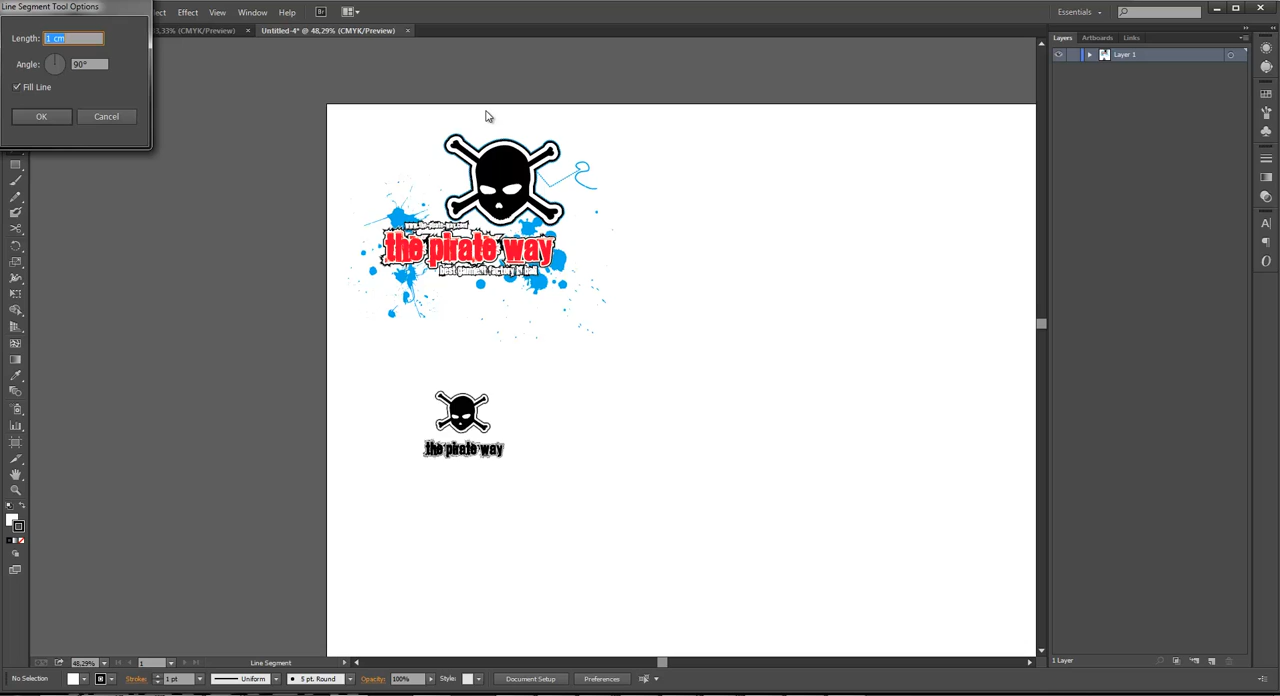 Line Segment Tool Options
ect Effect View Window Help Br Essentials
3,33% (CMYK/Preview) × Untitled-4* @ 48,29% (CMYK/Preview) ×
Length: 1 cm
Angle: 90°
Fill Line
OK Cancel
Layers Artboards Links
Layer 1
the pirate way
the pirate way
1 Layer
48,29% 1 Line Segment
No Selection Stroke: 1 pt Uniform 5 pt. Round Opacity: 100% Style: Document Setup Preferences